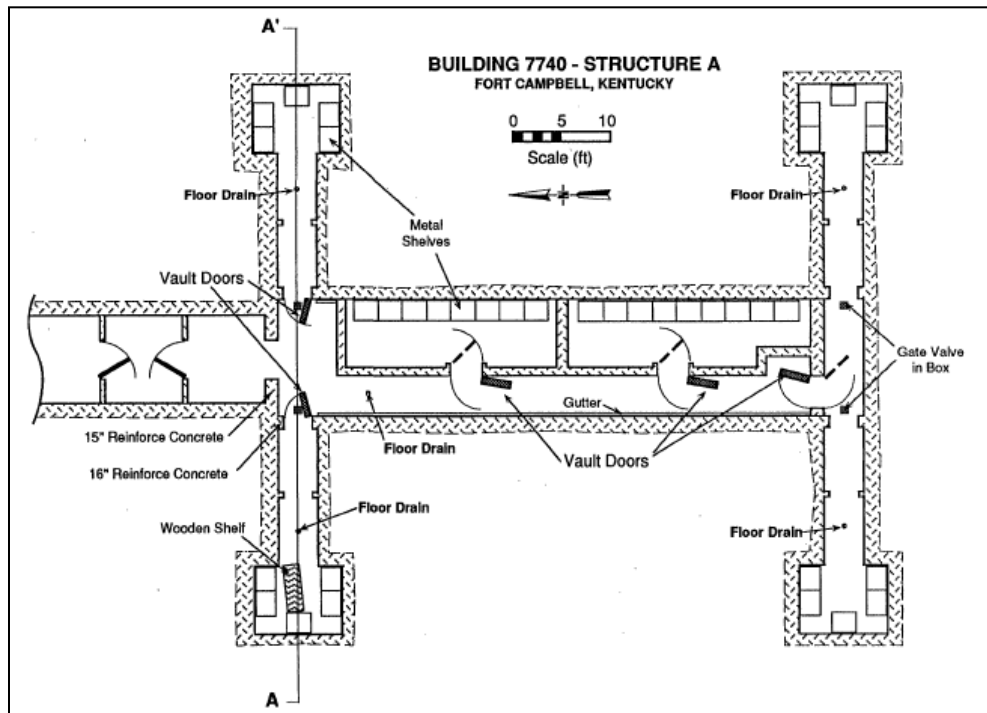 A'
BUILDING 7740 - STRUCTURE A
FORT CAMPBELL, KENTUCKY
0 5 10
Scale (ft)
N
Floor Drain
Floor Drain
Metal
Shelves
Vault Doors
Gate Valve
in Box
Gutter
15" Reinforce Concrete
Floor Drain
Vault Doors
16" Reinforce Concrete
Floor Drain
Wooden Shelf
Floor Drain
A